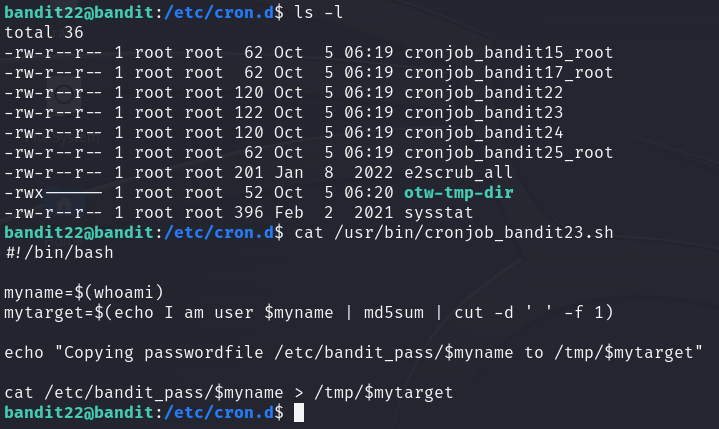 bandit22@bandit:/etc/cron.d$ ls -l
total 36
-rw-r--r-- 1 root root  62 Oct  5 06:19 cronjob_bandit15_root
-rw-r--r-- 1 root root  62 Oct  5 06:19 cronjob_bandit17_root
-rw-r--r-- 1 root root 120 Oct  5 06:19 cronjob_bandit22
-rw-r--r-- 1 root root 122 Oct  5 06:19 cronjob_bandit23
-rw-r--r-- 1 root root 120 Oct  5 06:19 cronjob_bandit24
-rw-r--r-- 1 root root  62 Oct  5 06:19 cronjob_bandit25_root
-rw-r--r-- 1 root root 201 Jan  8  2022 e2scrub_all
-rwx------ 1 root root  52 Oct  5 06:20 otw-tmp-dir
-rw-r--r-- 1 root root 396 Feb  2  2021 sysstat
bandit22@bandit:/etc/cron.d$ cat /usr/bin/cronjob_bandit23.sh
#!/bin/bash

myname=$(whoami)
mytarget=$(echo I am user $myname | md5sum | cut -d ' ' -f 1)

echo "Copying passwordfile /etc/bandit_pass/$myname to /tmp/$mytarget"

cat /etc/bandit_pass/$myname > /tmp/$mytarget
bandit22@bandit:/etc/cron.d$